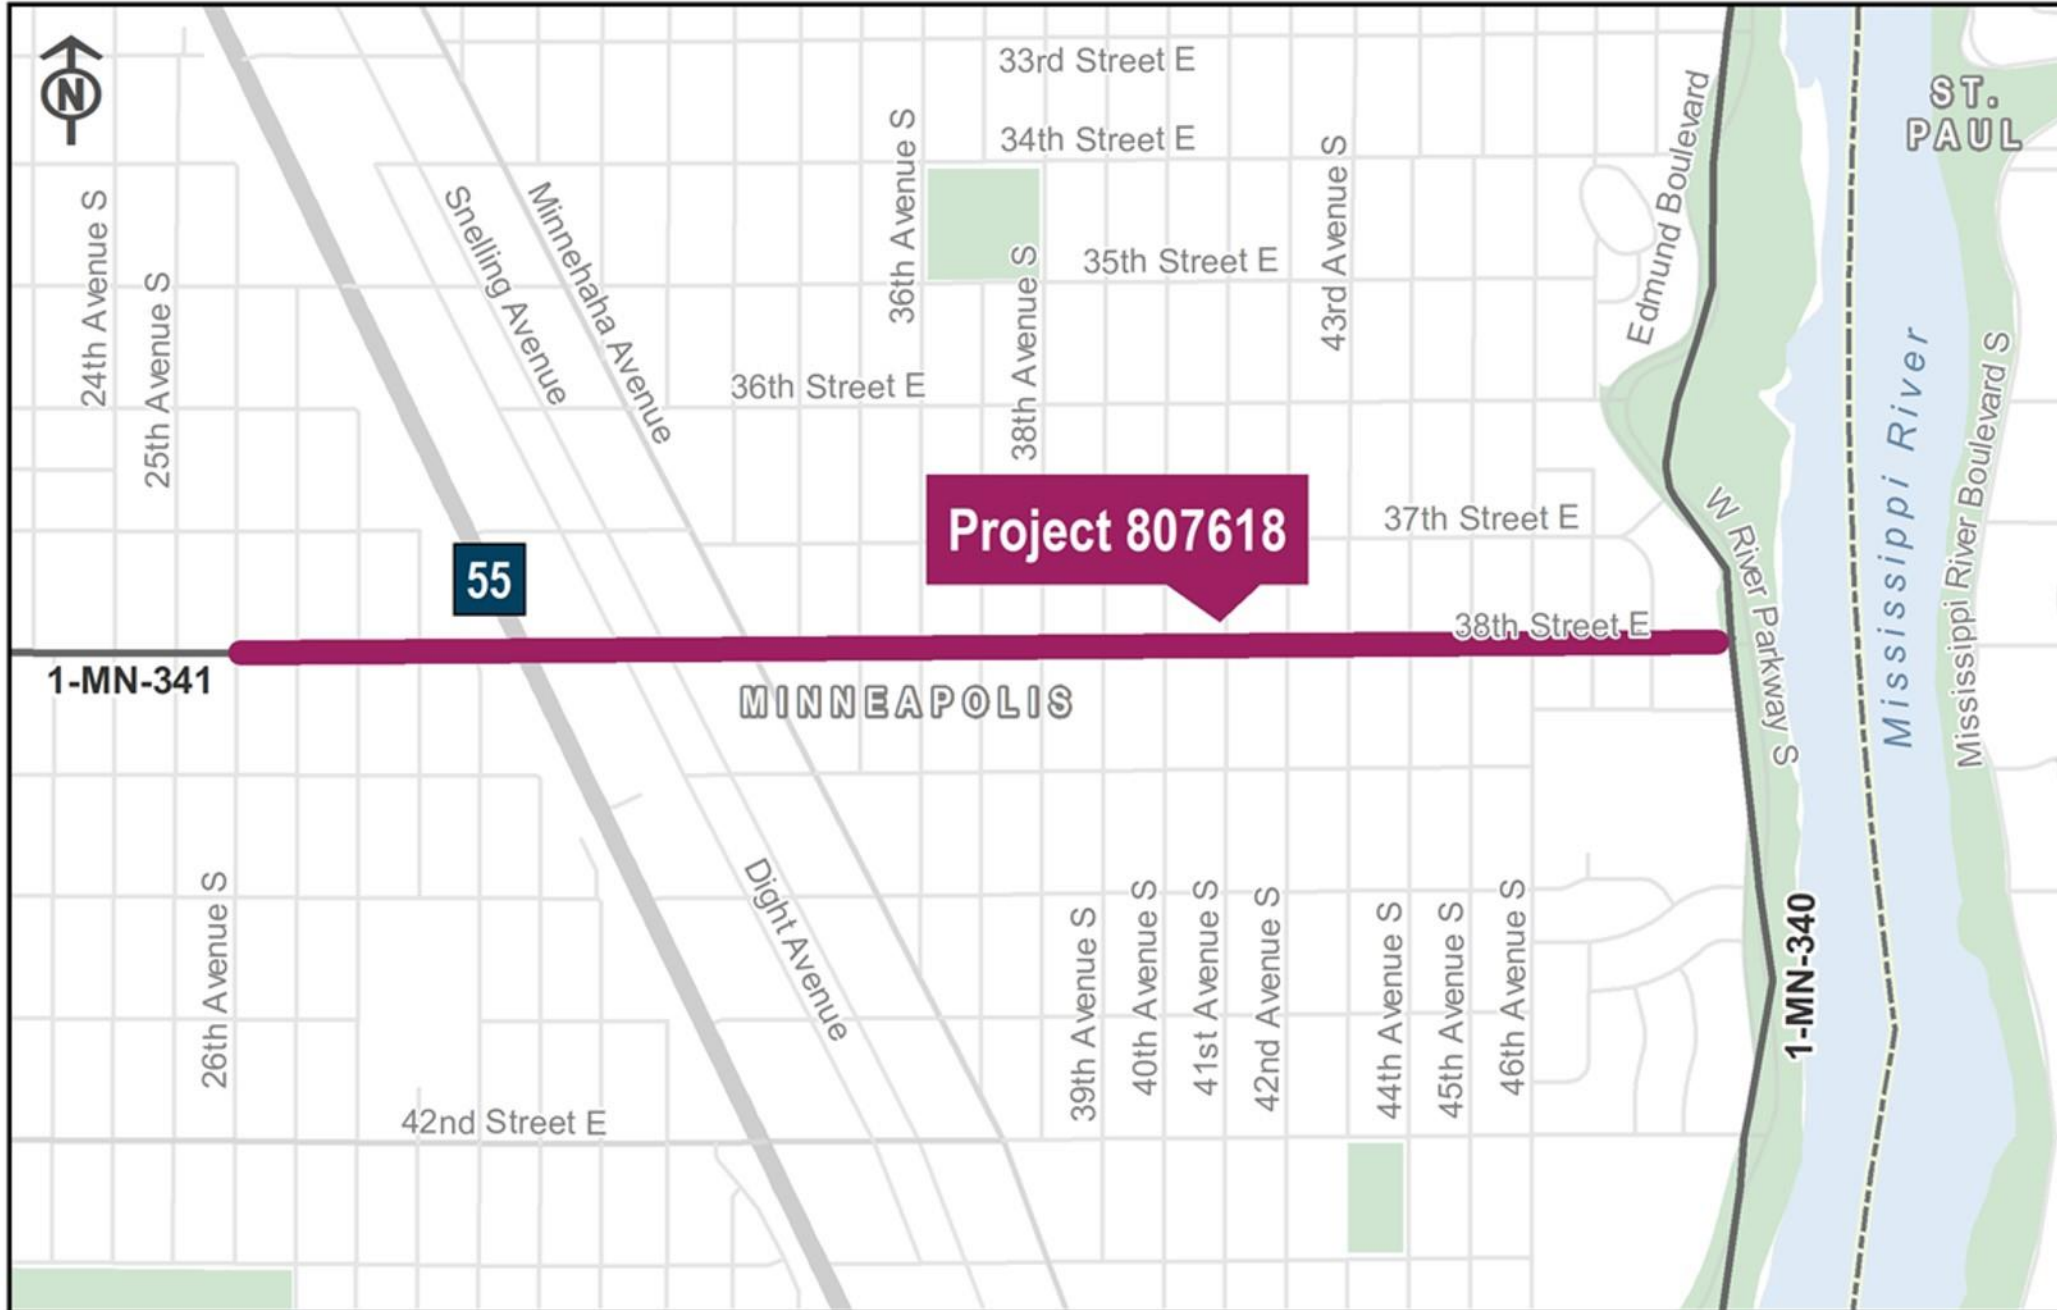 N
33rd Street E
34th Street E
35th Street E
36th Street E
37th Street E
38th Street E
42nd Street E
24th Avenue S
25th Avenue S
26th Avenue S
Snelling Avenue
Minnehaha Avenue
Dight Avenue
36th Avenue S
38th Avenue S
43rd Avenue S
Edmund Boulevard
ST.
PAUL
Mississippi River
Mississippi River Boulevard S
W River Parkway S
Project 807618
55
1-MN-341
MINNEAPOLIS
39th Avenue S
40th Avenue S
41st Avenue S
42nd Avenue S
44th Avenue S
45th Avenue S
46th Avenue S
1-MN-340